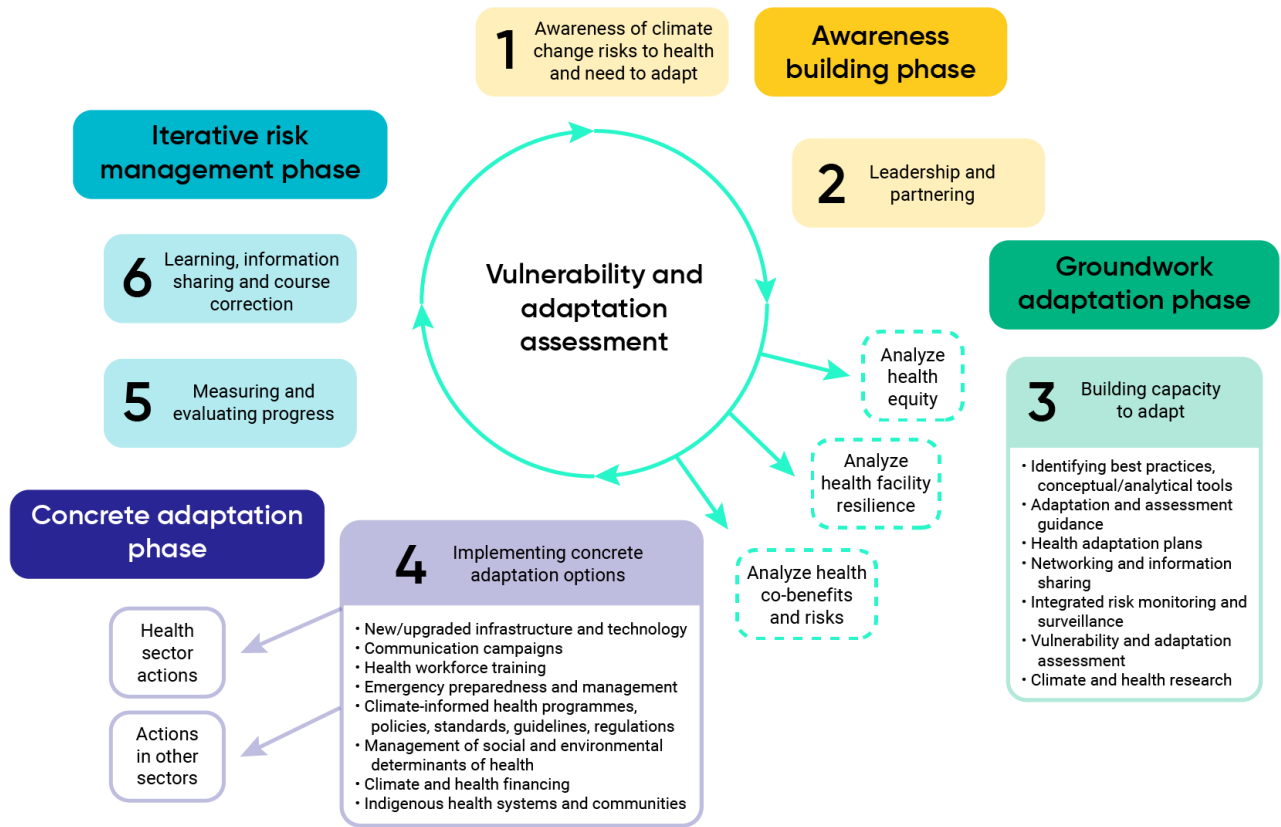 1
Awareness of climate
change risks to health
and need to adapt
Awareness
building phase
2
Leadership and
partnering
Groundwork
adaptation phase
3
Building capacity
to adapt
• Identifying best practices,
conceptual/analytical tools
• Adaptation and assessment
guidance
• Health adaptation plans
• Networking and information
sharing
• Integrated risk monitoring and
surveillance
• Vulnerability and adaptation
assessment
• Climate and health research
Vulnerability and
adaptation
assessment
Analyze
health
equity
Analyze
health facility
resilience
Analyze health
co-benefits
and risks
Concrete adaptation
phase
4
Implementing concrete
adaptation options
• New/upgraded infrastructure and technology
• Communication campaigns
• Health workforce training
• Emergency preparedness and management
• Climate-informed health programmes,
policies, standards, guidelines, regulations
• Management of social and environmental
determinants of health
• Climate and health financing
• Indigenous health systems and communities
Health
sector
actions
Actions
in other
sectors
Iterative risk
management phase
5
Measuring and
evaluating progress
6
Learning, information
sharing and course
correction